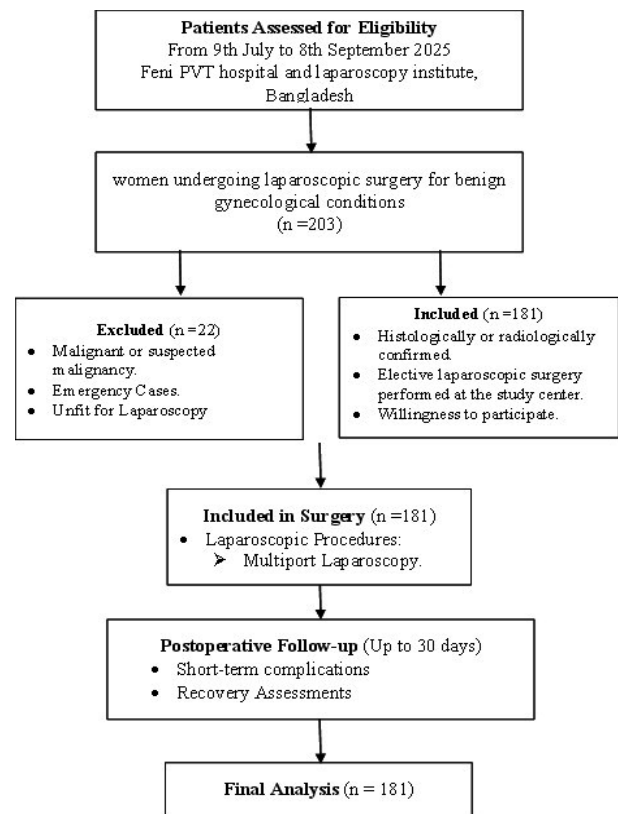 Patients Assessed for Eligibility
From 9th July to 8th September 2025
Feni PVT hospital and laparoscopy institute,
Bangladesh
women undergoing laparoscopic surgery for benign
gynecological conditions
(n =203)
Excluded (n =22)
• Malignant or suspected
malignancy.
• Emergency Cases.
• Unfit for Laparoscopy
Included (n =181)
• Histologically or radiologically
confirmed.
• Elective laparoscopic surgery
performed at the study center.
• Willingness to participate.
Included in Surgery (n =181)
• Laparoscopic Procedures:
➢ Multiport Laparoscopy.
Postoperative Follow-up (Up to 30 days)
• Short-term complications
• Recovery Assessments
Final Analysis (n = 181)